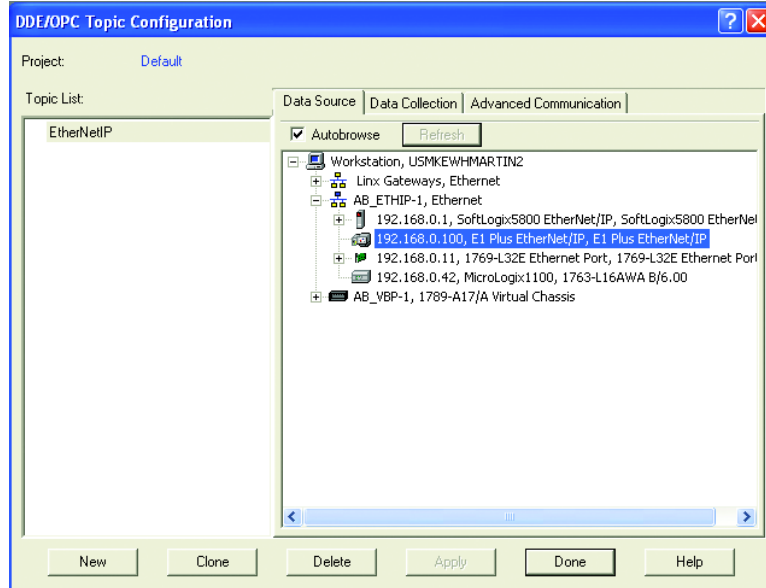 DDE/OPC Topic Configuration
Project: Default
Topic List:
EtherNetIP
Data Source Data Collection Advanced Communication
Autobrowse Refresh
Workstation, USMKEWHMARTIN2
Linx Gateways, Ethernet
AB_ETHIP-1, Ethernet
192.168.0.1, SoftLogix5800 EtherNet/IP, SoftLogix5800 EtherNet
192.168.0.100, E1 Plus EtherNet/IP, E1 Plus EtherNet/IP
192.168.0.11, 1769-L32E Ethernet Port, 1769-L32E Ethernet Port
192.168.0.42, MicroLogix1100, 1763-L16AWA B/6.00
AB_VBP-1, 1789-A17/A Virtual Chassis
New Clone Delete Apply Done Help